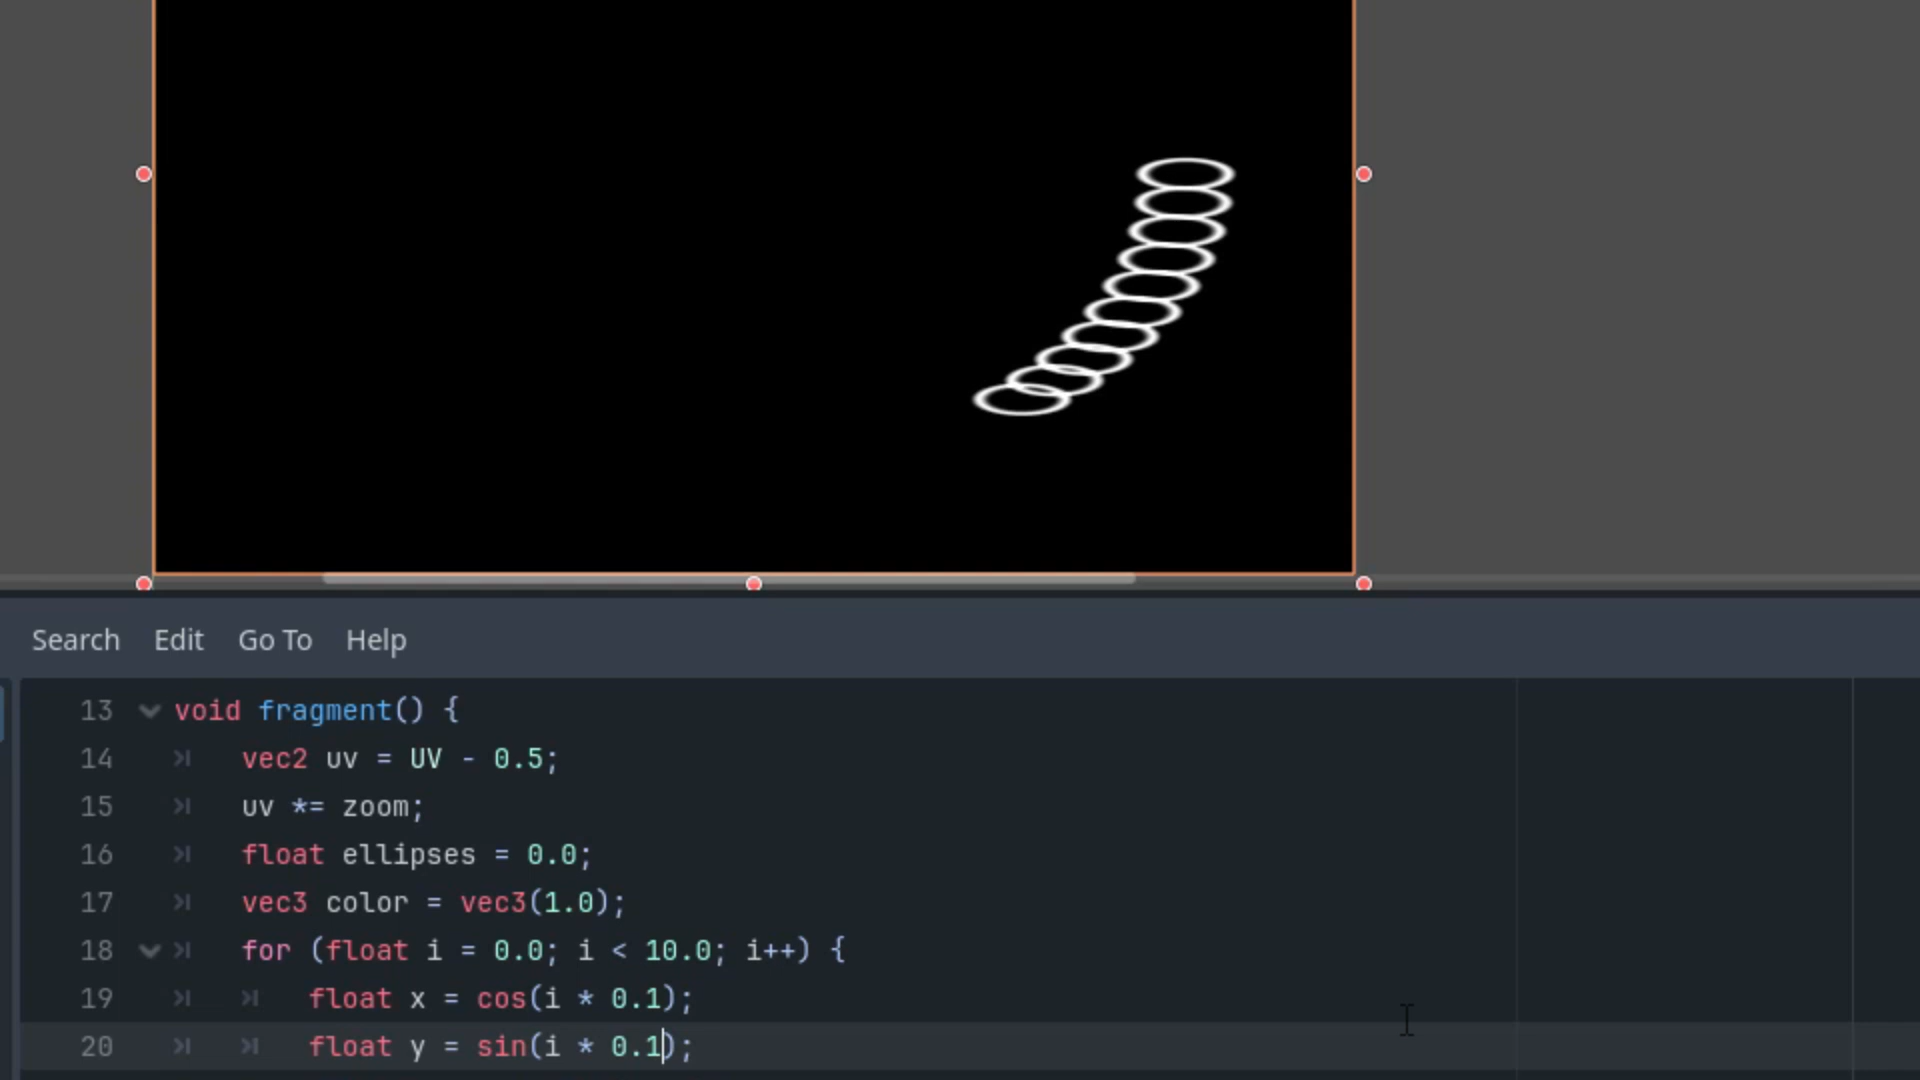 Search Edit Go To Help
13 void fragment() {
14 vec2 uv = UV - 0.5;
15 uv *= zoom;
16 float ellipses = 0.0;
17 vec3 color = vec3(1.0);
18 for (float i = 0.0; i < 10.0; i++) {
19 float x = cos(i * 0.1);
20 float y = sin(i * 0.1);